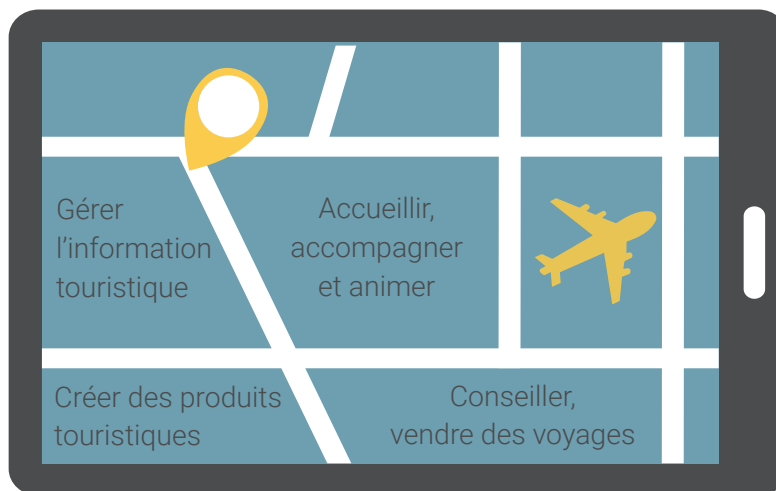 Gérer
l’information
touristique
Accueillir,
accompagner
et animer
Créer des produits
touristiques
Conseiller,
vendre des voyages